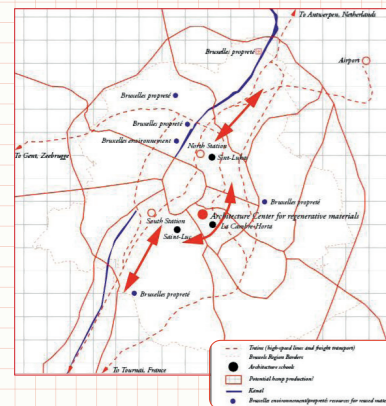 To Antwerpen, Netherlands
Bruxelles propreté
Airport
Bruxelles propreté
Bruxelles propreté
Bruxelles environnement
North Station
Sint-Lukas
To Gent, Zeebrugge
Bruxelles propreté
Architecture Center for regenerative materials
South Station
La Cambre-Horta
Saint-Luc
Bruxelles propreté
To Tournai, France
Trains (high-speed lines and freight transport)
Brussels Region Borders
Architecture schools
Potential hemp production/
Kanal
Bruxelles environnement/propreté: resources for reused mat